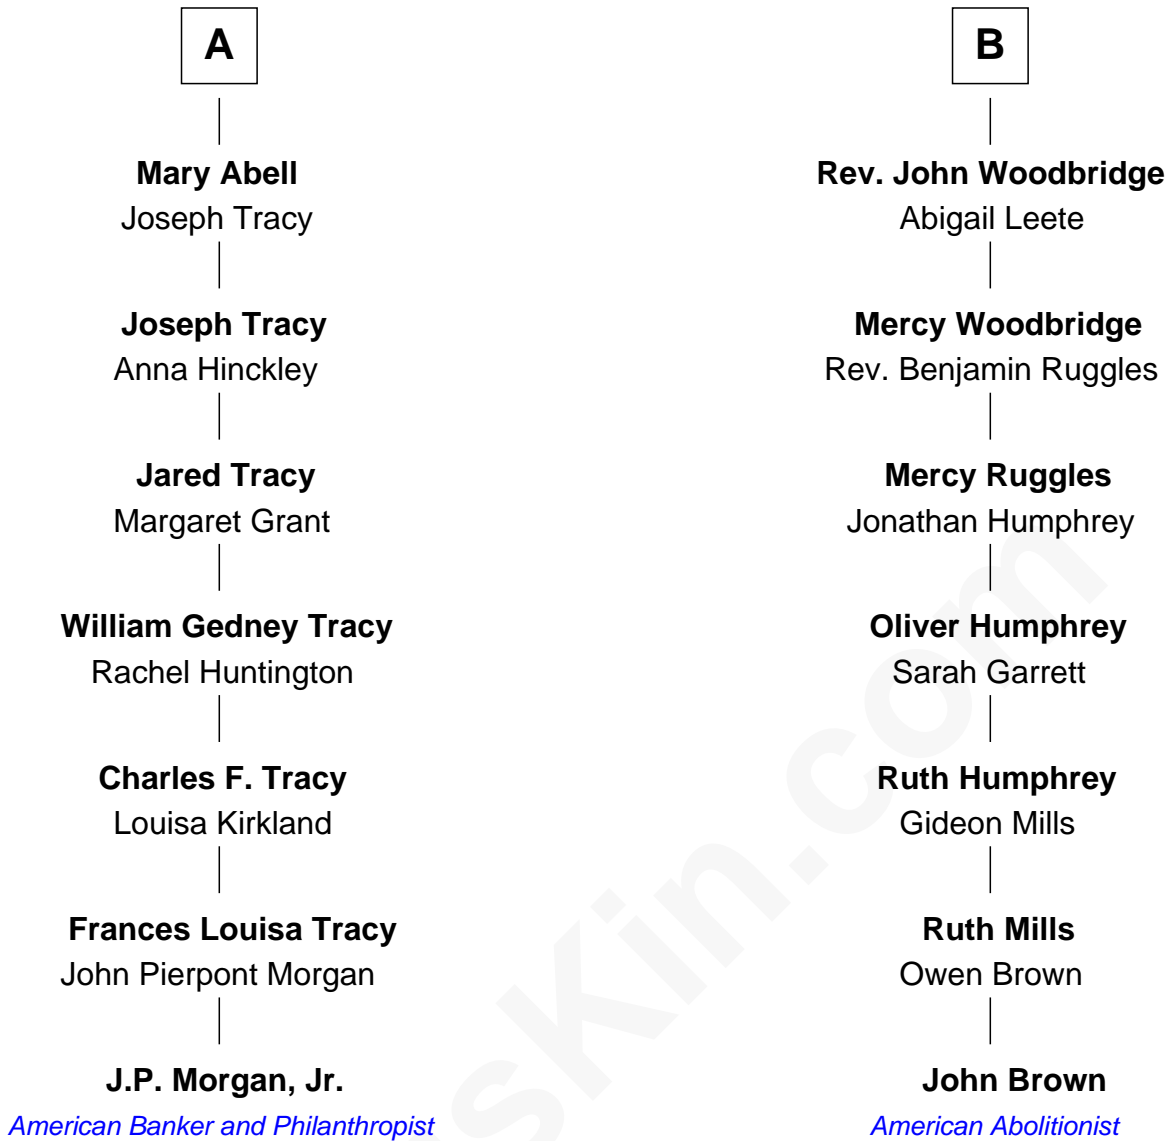 A
Mary Abell
Joseph Tracy
Joseph Tracy
Anna Hinckley
Jared Tracy
Margaret Grant
William Gedney Tracy
Rachel Huntington
Charles F. Tracy
Louisa Kirkland
Frances Louisa Tracy
John Pierpont Morgan
J.P. Morgan, Jr.
American Banker and Philanthropist
B
Rev. John Woodbridge
Abigail Leete
Mercy Woodbridge
Rev. Benjamin Ruggles
Mercy Ruggles
Jonathan Humphrey
Oliver Humphrey
Sarah Garrett
Ruth Humphrey
Gideon Mills
Ruth Mills
Owen Brown
John Brown
American Abolitionist
sKin.com